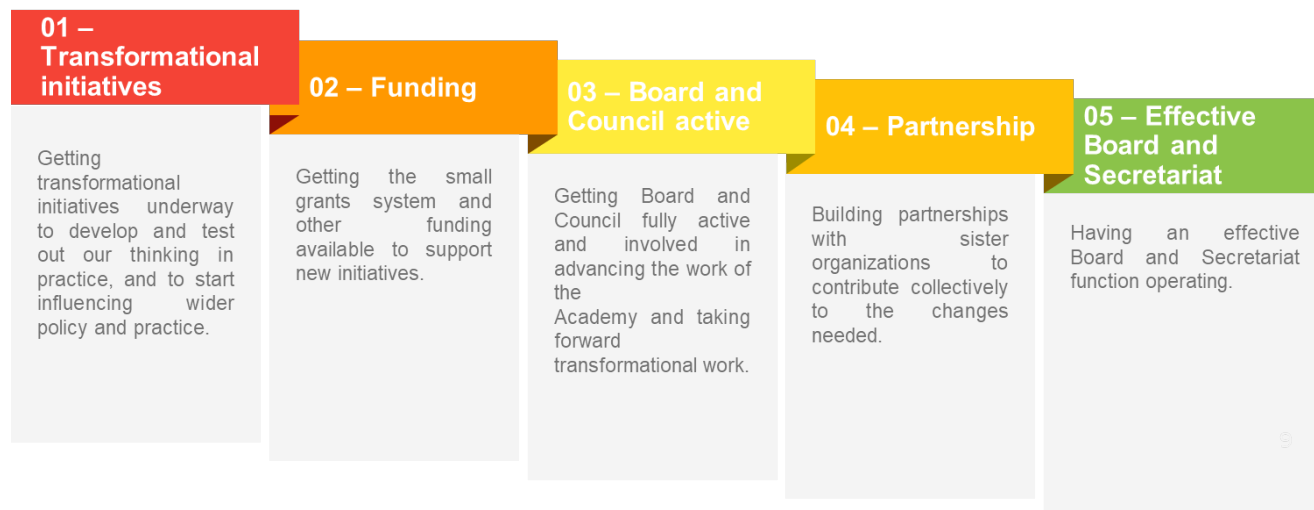 01 –
Transformational
initiatives
Getting
transformational
initiatives underway
to develop and test
out our thinking in
practice, and to start
influencing wider
policy and practice.
02 – Funding
Getting the small
grants system and
other funding
available to support
new initiatives.
03 – Board and
Council active
Getting Board and
Council fully active
and involved in
advancing the work of
the
Academy and taking
forward
transformational work.
04 – Partnership
Building partnerships
with sister
organizations to
contribute collectively
to the changes
needed.
05 – Effective
Board and
Secretariat
Having an effective
Board and Secretariat
function operating.